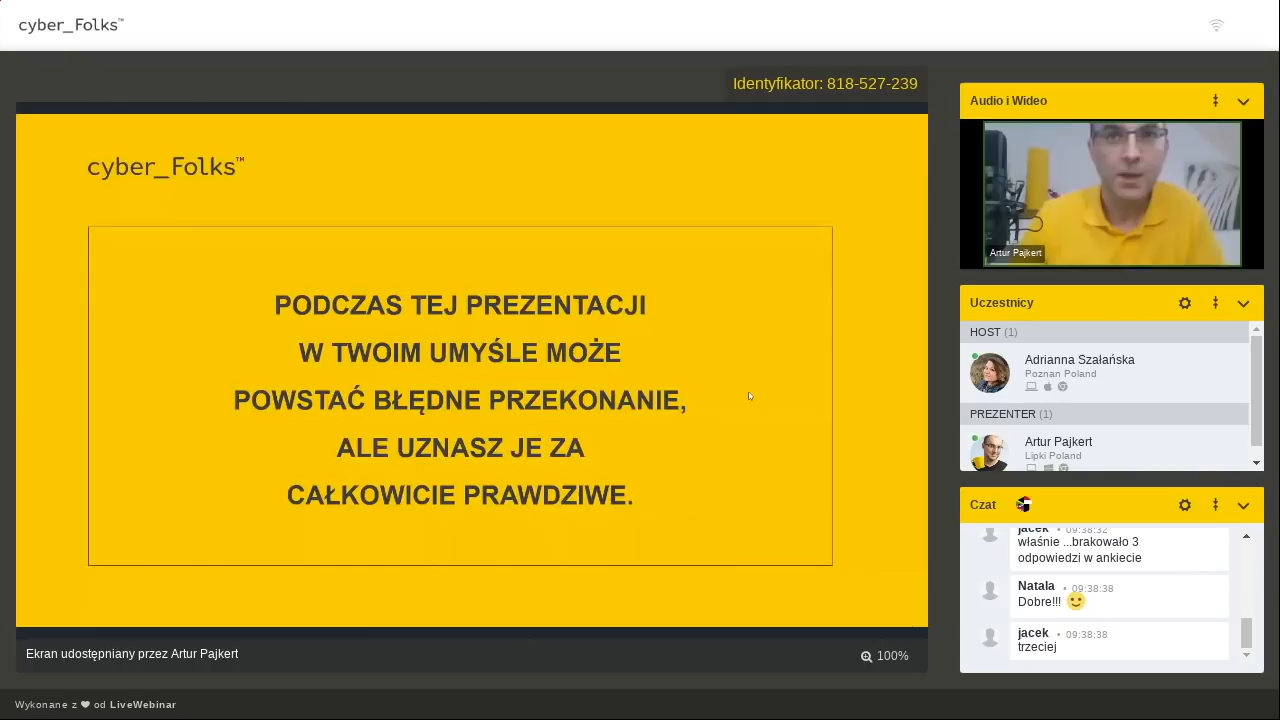 cyber_Folks™
Identyfikator: 818-527-239
cyber_Folks™
PODCZAS TEJ PREZENTACJI
W TWOIM UMYŚLE MOŻE
POWSTAĆ BŁĘDNE PRZEKONANIE,
ALE UZNASZ JE ZA
CAŁKOWICIE PRAWDZIWE.
Ekran udostępniany przez Artur Pajkert
100%
Audio i Wideo
Artur Pajkert
Uczestnicy
HOST (1)
Adrianna Szałańska
Poznan Poland
PREZENTER (1)
Artur Pajkert
Lipki Poland
Czat
jacek • 09:38:32
właśnie ...brakowało 3
odpowiedzi w ankiecie
Natala • 09:38:38
Dobre!!!
jacek • 09:38:38
trzeciej
Wykonane z ❤ od LiveWebinar